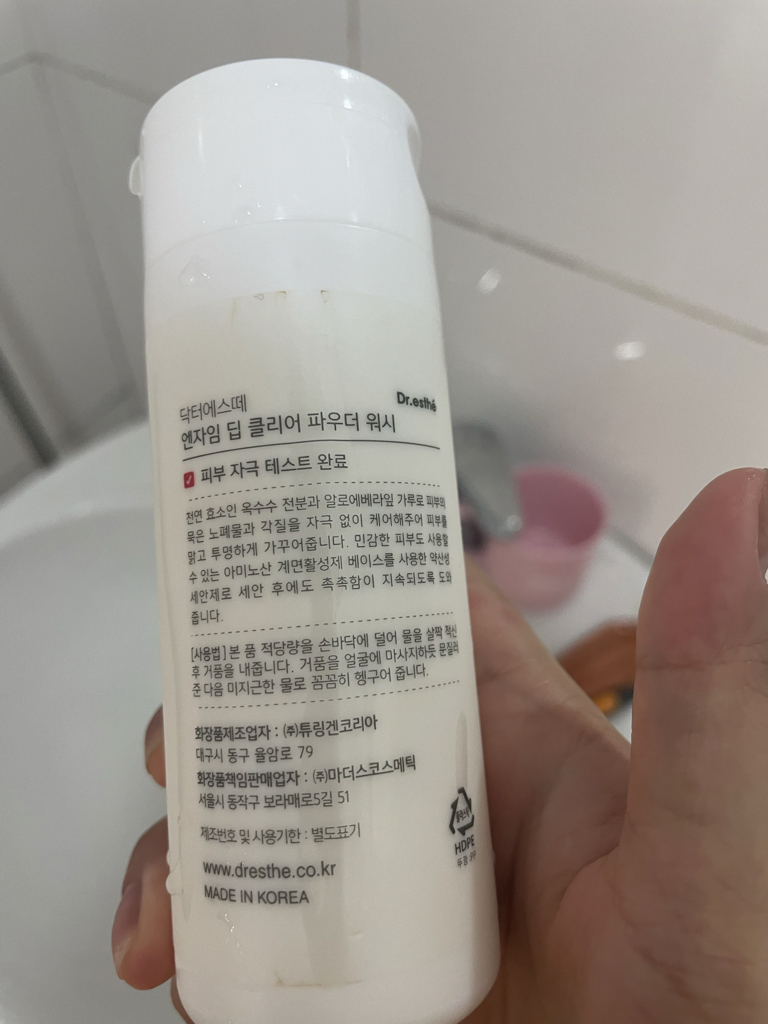 닥터에스떼
Dr.esthé
엔자임 딥 클리어 파우더 워시
피부 자극 테스트 완료
천연 효소인 옥수수 전분과 알로에베라잎 가루로 피부의
묵은 노폐물과 각질을 자극 없이 케어해주어 피부를
맑고 투명하게 가꾸어줍니다. 민감한 피부도 사용할
수 있는 아미노산 계면활성제 베이스를 사용한 약산성
세안제로 세안 후에도 촉촉함이 지속되도록 도와
줍니다.
[사용법] 본 품 적당량을 손바닥에 덜어 물을 살짝 적신
후 거품을 내줍니다. 거품을 얼굴에 마사지하듯 문질러
준 다음 미지근한 물로 꼼꼼히 헹구어 줍니다.
화장품제조업자 : ㈜튜링겐코리아
대구시 동구 율암로 79
화장품책임판매업자 : ㈜마더스코스메틱
서울시 동작구 보라매로5길 51
제조번호 및 사용기한 : 별도표기
www.dresthe.co.kr
MADE IN KOREA
플라스틱
HDPE
뚜껑:PP